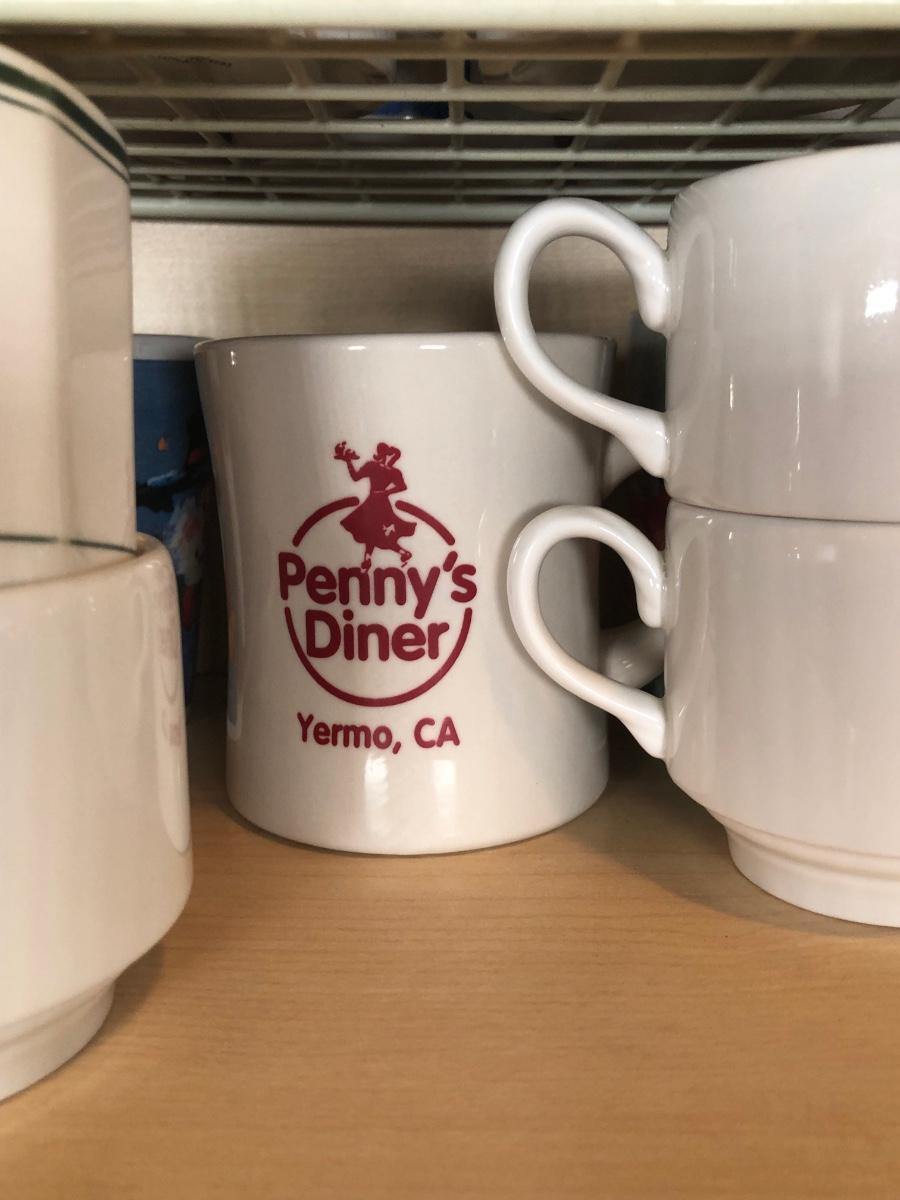 Penny's
Diner
Yermo, CA